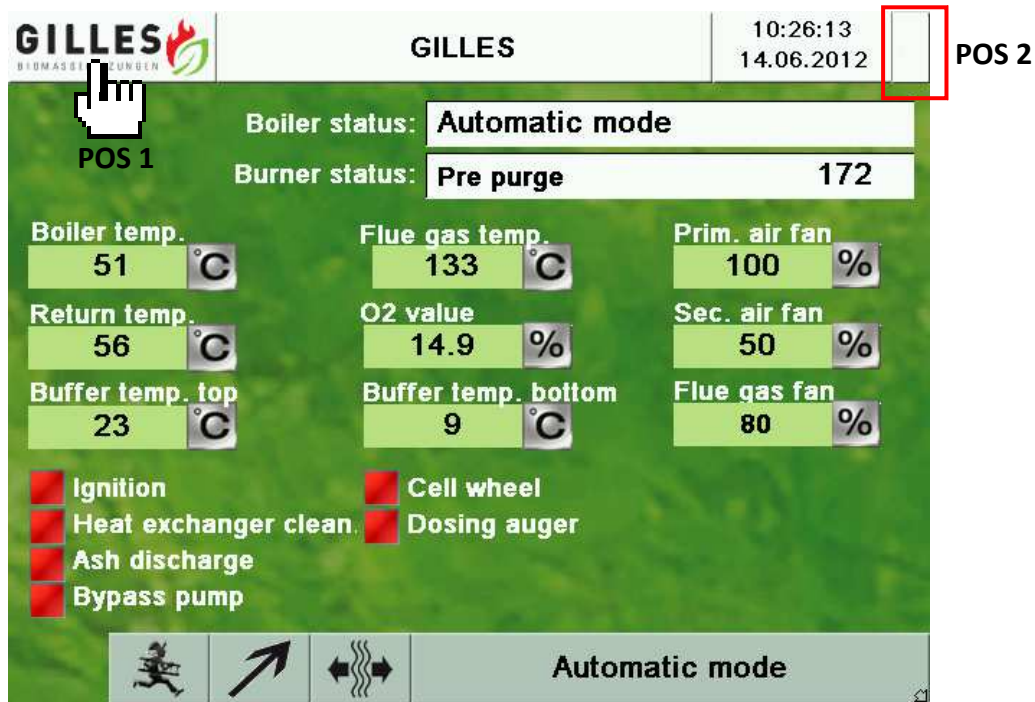 GILLES
BIOMASSEHEIZUNGEN
GILLES
10:26:13
14.06.2012
POS 2
POS 1
Boiler status: Automatic mode
Burner status: Pre purge 172
Boiler temp. Flue gas temp. Prim. air fan
51 °C 133 °C 100 %
Return temp. O2 value Sec. air fan
56 °C 14.9 % 50 %
Buffer temp. top Buffer temp. bottom Flue gas fan
23 °C 9 °C 80 %
Ignition Cell wheel
Heat exchanger clean. Dosing auger
Ash discharge
Bypass pump
Automatic mode